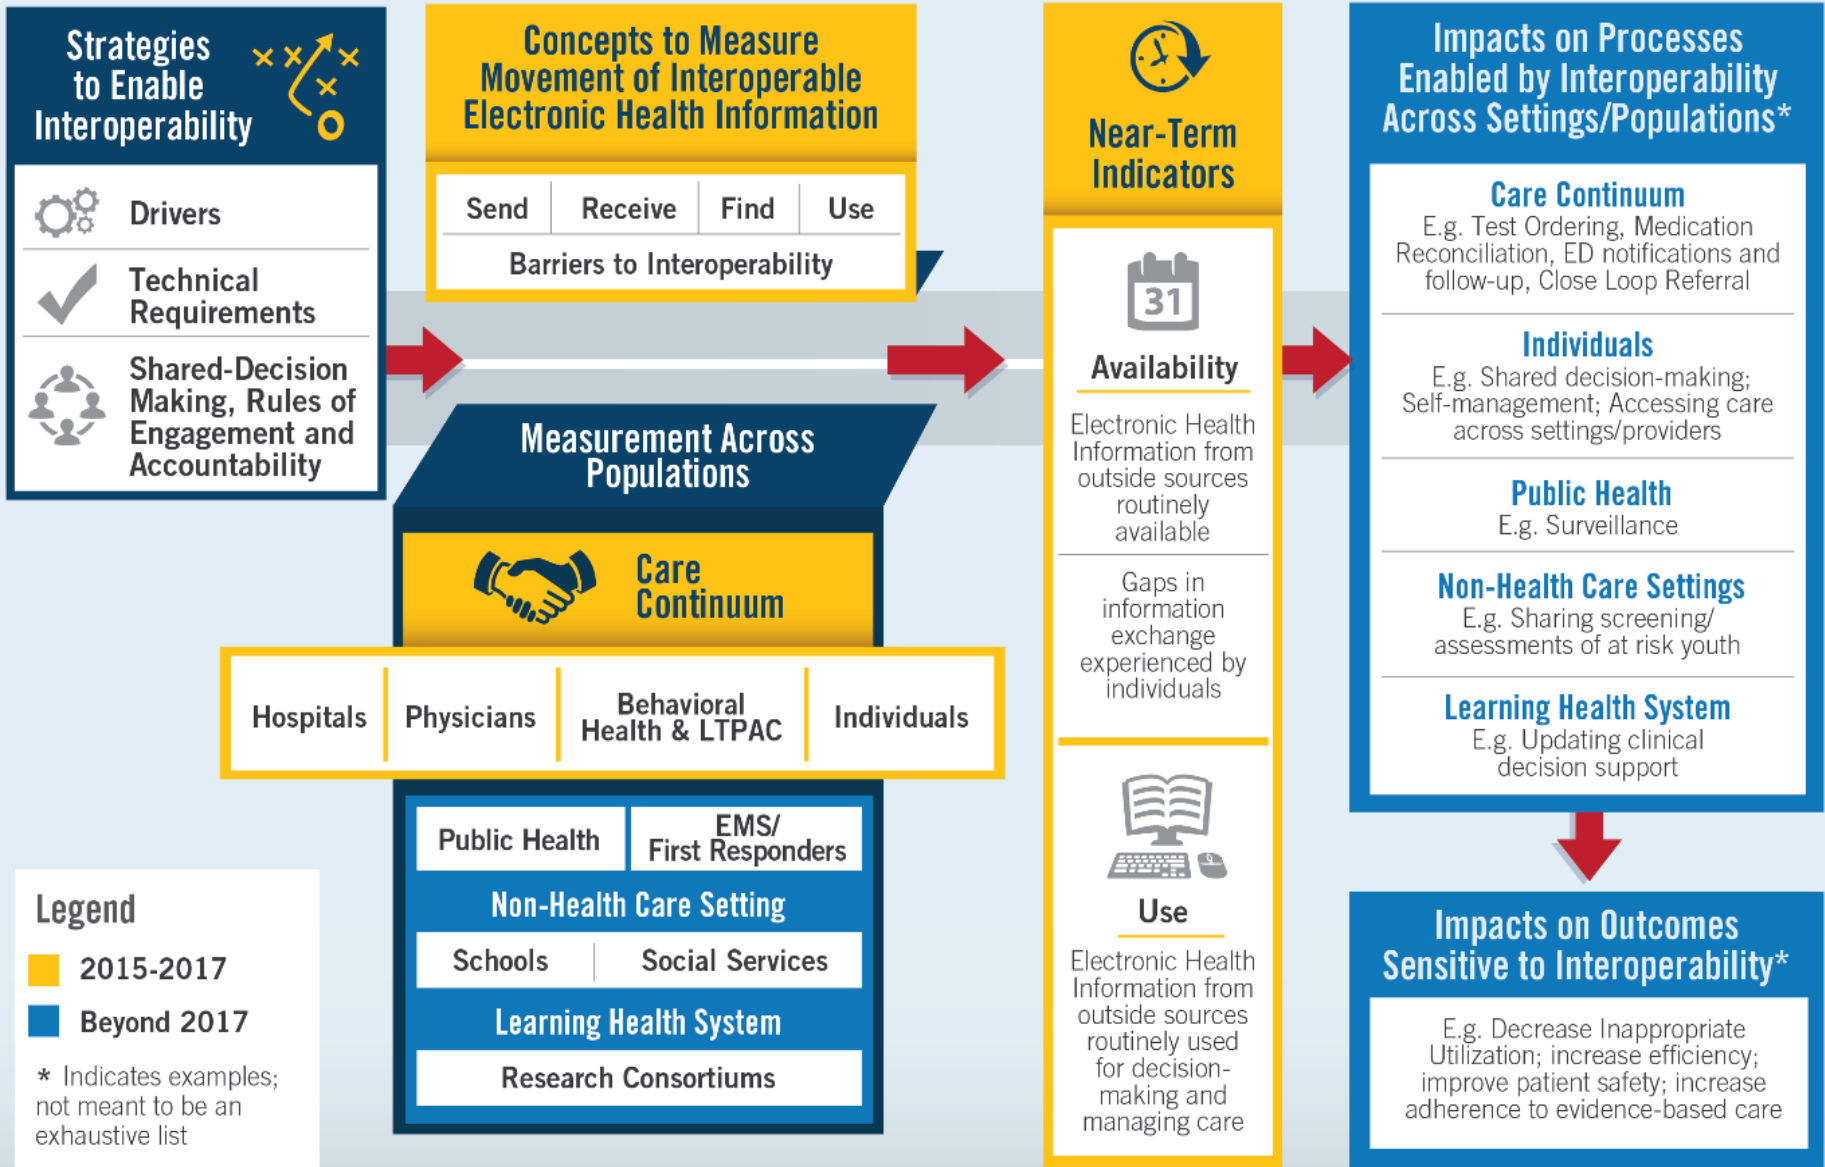 Strategies
to Enable
Interoperability
Drivers
Technical
Requirements
Shared-Decision
Making, Rules of
Engagement and
Accountability
Concepts to Measure
Movement of Interoperable
Electronic Health Information
Send Receive Find Use
Barriers to Interoperability
Measurement Across
Populations
Care
Continuum
Hospitals
Physicians
Behavioral
Health & LTPAC
Individuals
Public Health
EMS/
First Responders
Non-Health Care Setting
Schools Social Services
Learning Health System
Research Consortiums
Near-Term
Indicators
31
Availability
Electronic Health
Information from
outside sources
routinely
available
Gaps in
information
exchange
experienced by
individuals
Use
Electronic Health
Information from
outside sources
routinely used
for decision-
making and
managing care
Impacts on Processes
Enabled by Interoperability
Across Settings/Populations*
Care Continuum
E.g. Test Ordering, Medication
Reconciliation, ED notifications and
follow-up, Close Loop Referral
Individuals
E.g. Shared decision-making;
Self-management; Accessing care
across settings/providers
Public Health
E.g. Surveillance
Non-Health Care Settings
E.g. Sharing screening/
assessments of at risk youth
Learning Health System
E.g. Updating clinical
decision support
Impacts on Outcomes
Sensitive to Interoperability*
E.g. Decrease Inappropriate
Utilization; increase efficiency;
improve patient safety; increase
adherence to evidence-based care
Legend
2015-2017
Beyond 2017
* Indicates examples;
not meant to be an
exhaustive list